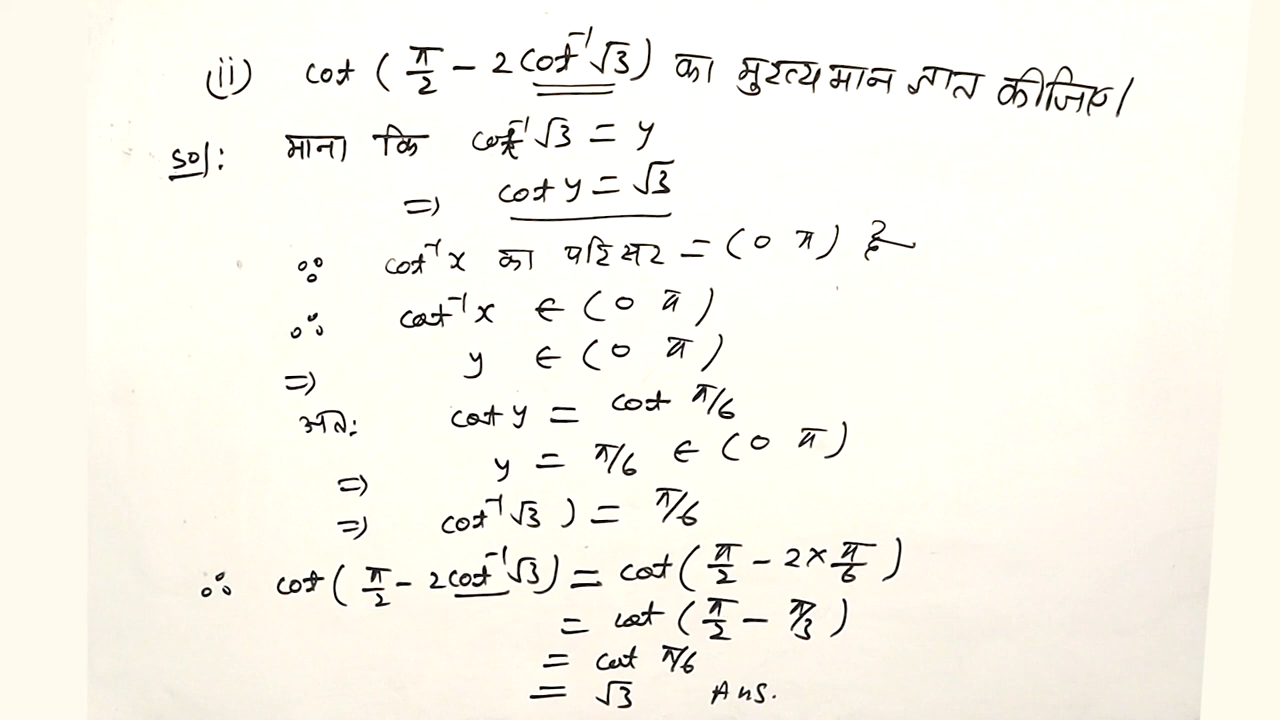 (ii) cot ( π/2 − 2 cot⁻¹√3 ) का मुख्य मान ज्ञात कीजिए।
Sol: माना कि cot⁻¹√3 = y
⇒ cot y = √3
∵ cot⁻¹x का परिसर = (0 π) है
∴ cot⁻¹x ∈ (0 π)
⇒ y ∈ (0 π)
अतः cot y = cot π/6
⇒ y = π/6 ∈ (0 π)
⇒ cot⁻¹√3 ) = π/6
∴ cot ( π/2 − 2cot⁻¹√3 ) = cot ( π/2 − 2 × π/6 )
= cot ( π/2 − π/3 )
= cot π/6
= √3 Ans.